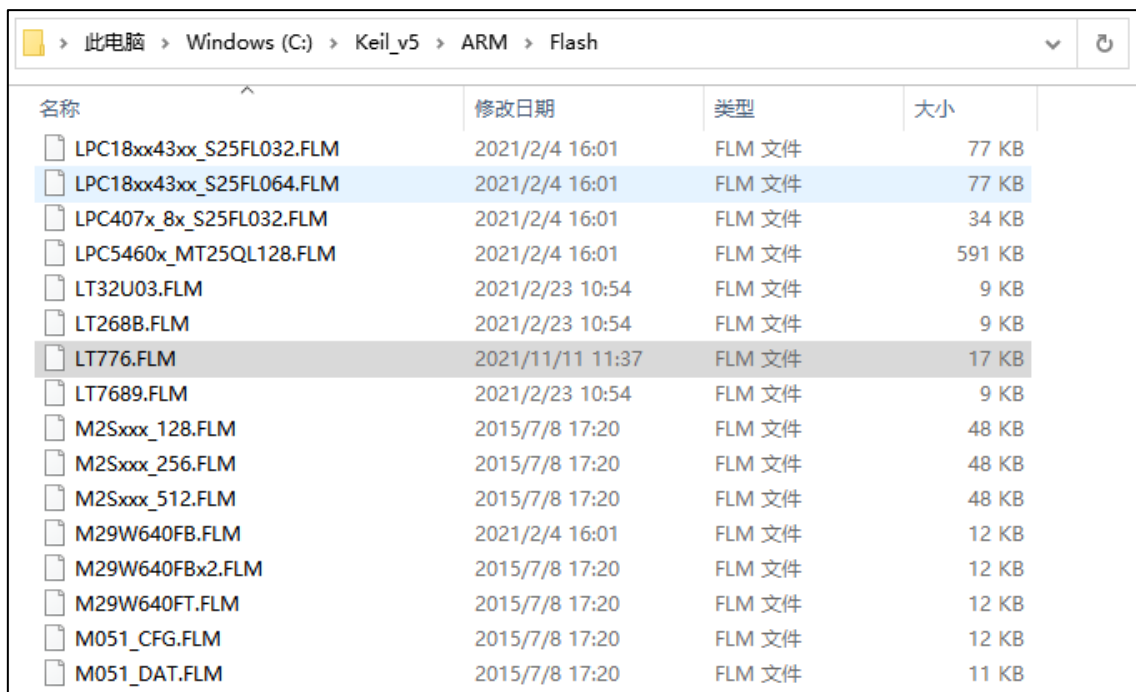 此电脑 > Windows (C:) > Keil_v5 > ARM > Flash
名称 修改日期 类型 大小
LPC18xx43xx_S25FL032.FLM 2021/2/4 16:01 FLM 文件 77 KB
LPC18xx43xx_S25FL064.FLM 2021/2/4 16:01 FLM 文件 77 KB
LPC407x_8x_S25FL032.FLM 2021/2/4 16:01 FLM 文件 34 KB
LPC5460x_MT25QL128.FLM 2021/2/4 16:01 FLM 文件 591 KB
LT32U03.FLM 2021/2/23 10:54 FLM 文件 9 KB
LT268B.FLM 2021/2/23 10:54 FLM 文件 9 KB
LT776.FLM 2021/11/11 11:37 FLM 文件 17 KB
LT7689.FLM 2021/2/23 10:54 FLM 文件 9 KB
M2Sxxx_128.FLM 2015/7/8 17:20 FLM 文件 48 KB
M2Sxxx_256.FLM 2015/7/8 17:20 FLM 文件 48 KB
M2Sxxx_512.FLM 2015/7/8 17:20 FLM 文件 48 KB
M29W640FB.FLM 2021/2/4 16:01 FLM 文件 12 KB
M29W640FBx2.FLM 2015/7/8 17:20 FLM 文件 12 KB
M29W640FT.FLM 2015/7/8 17:20 FLM 文件 12 KB
M051_CFG.FLM 2015/7/8 17:20 FLM 文件 12 KB
M051_DAT.FLM 2015/7/8 17:20 FLM 文件 11 KB